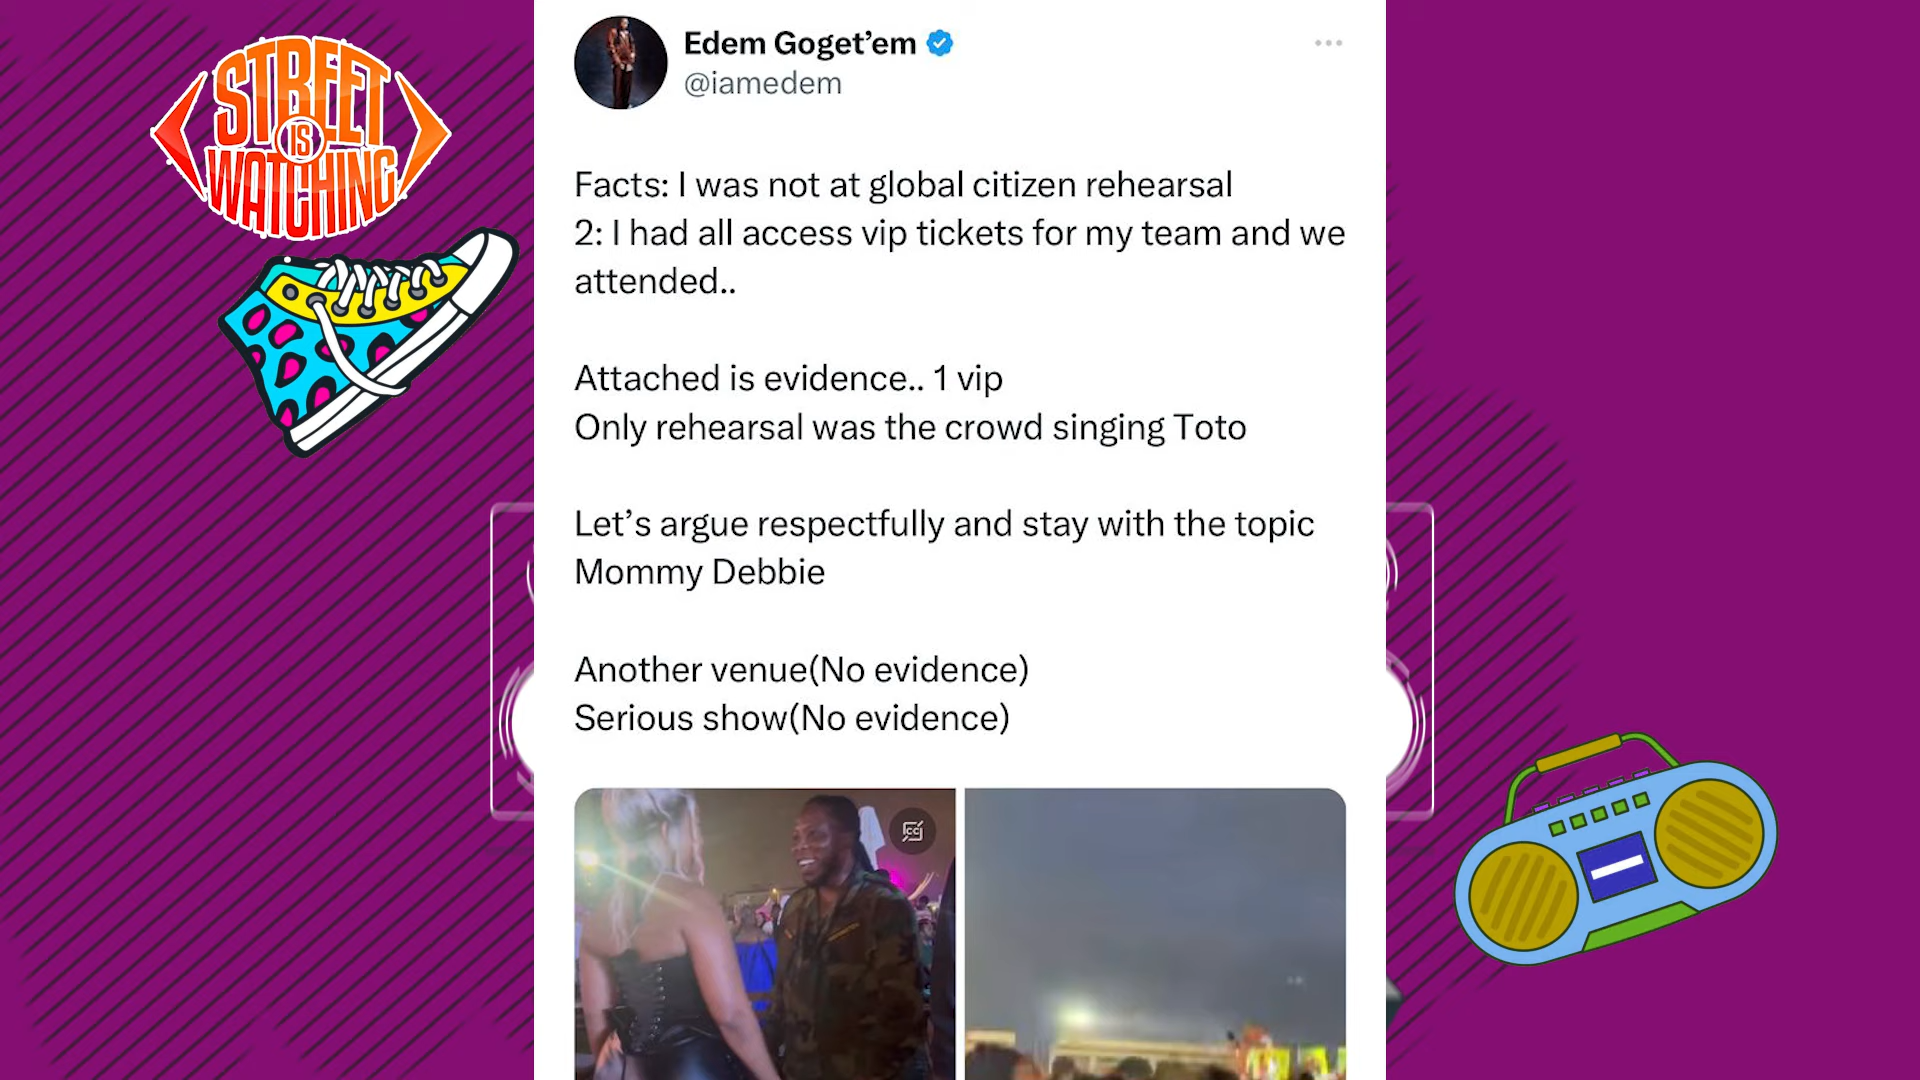 STREET
IS
WATCHING
Edem Goget’em
@iamedem
Facts: I was not at global citizen rehearsal
2: I had all access vip tickets for my team and we
attended..
Attached is evidence.. 1 vip
Only rehearsal was the crowd singing Toto
Let’s argue respectfully and stay with the topic
Mommy Debbie
Another venue(No evidence)
Serious show(No evidence)